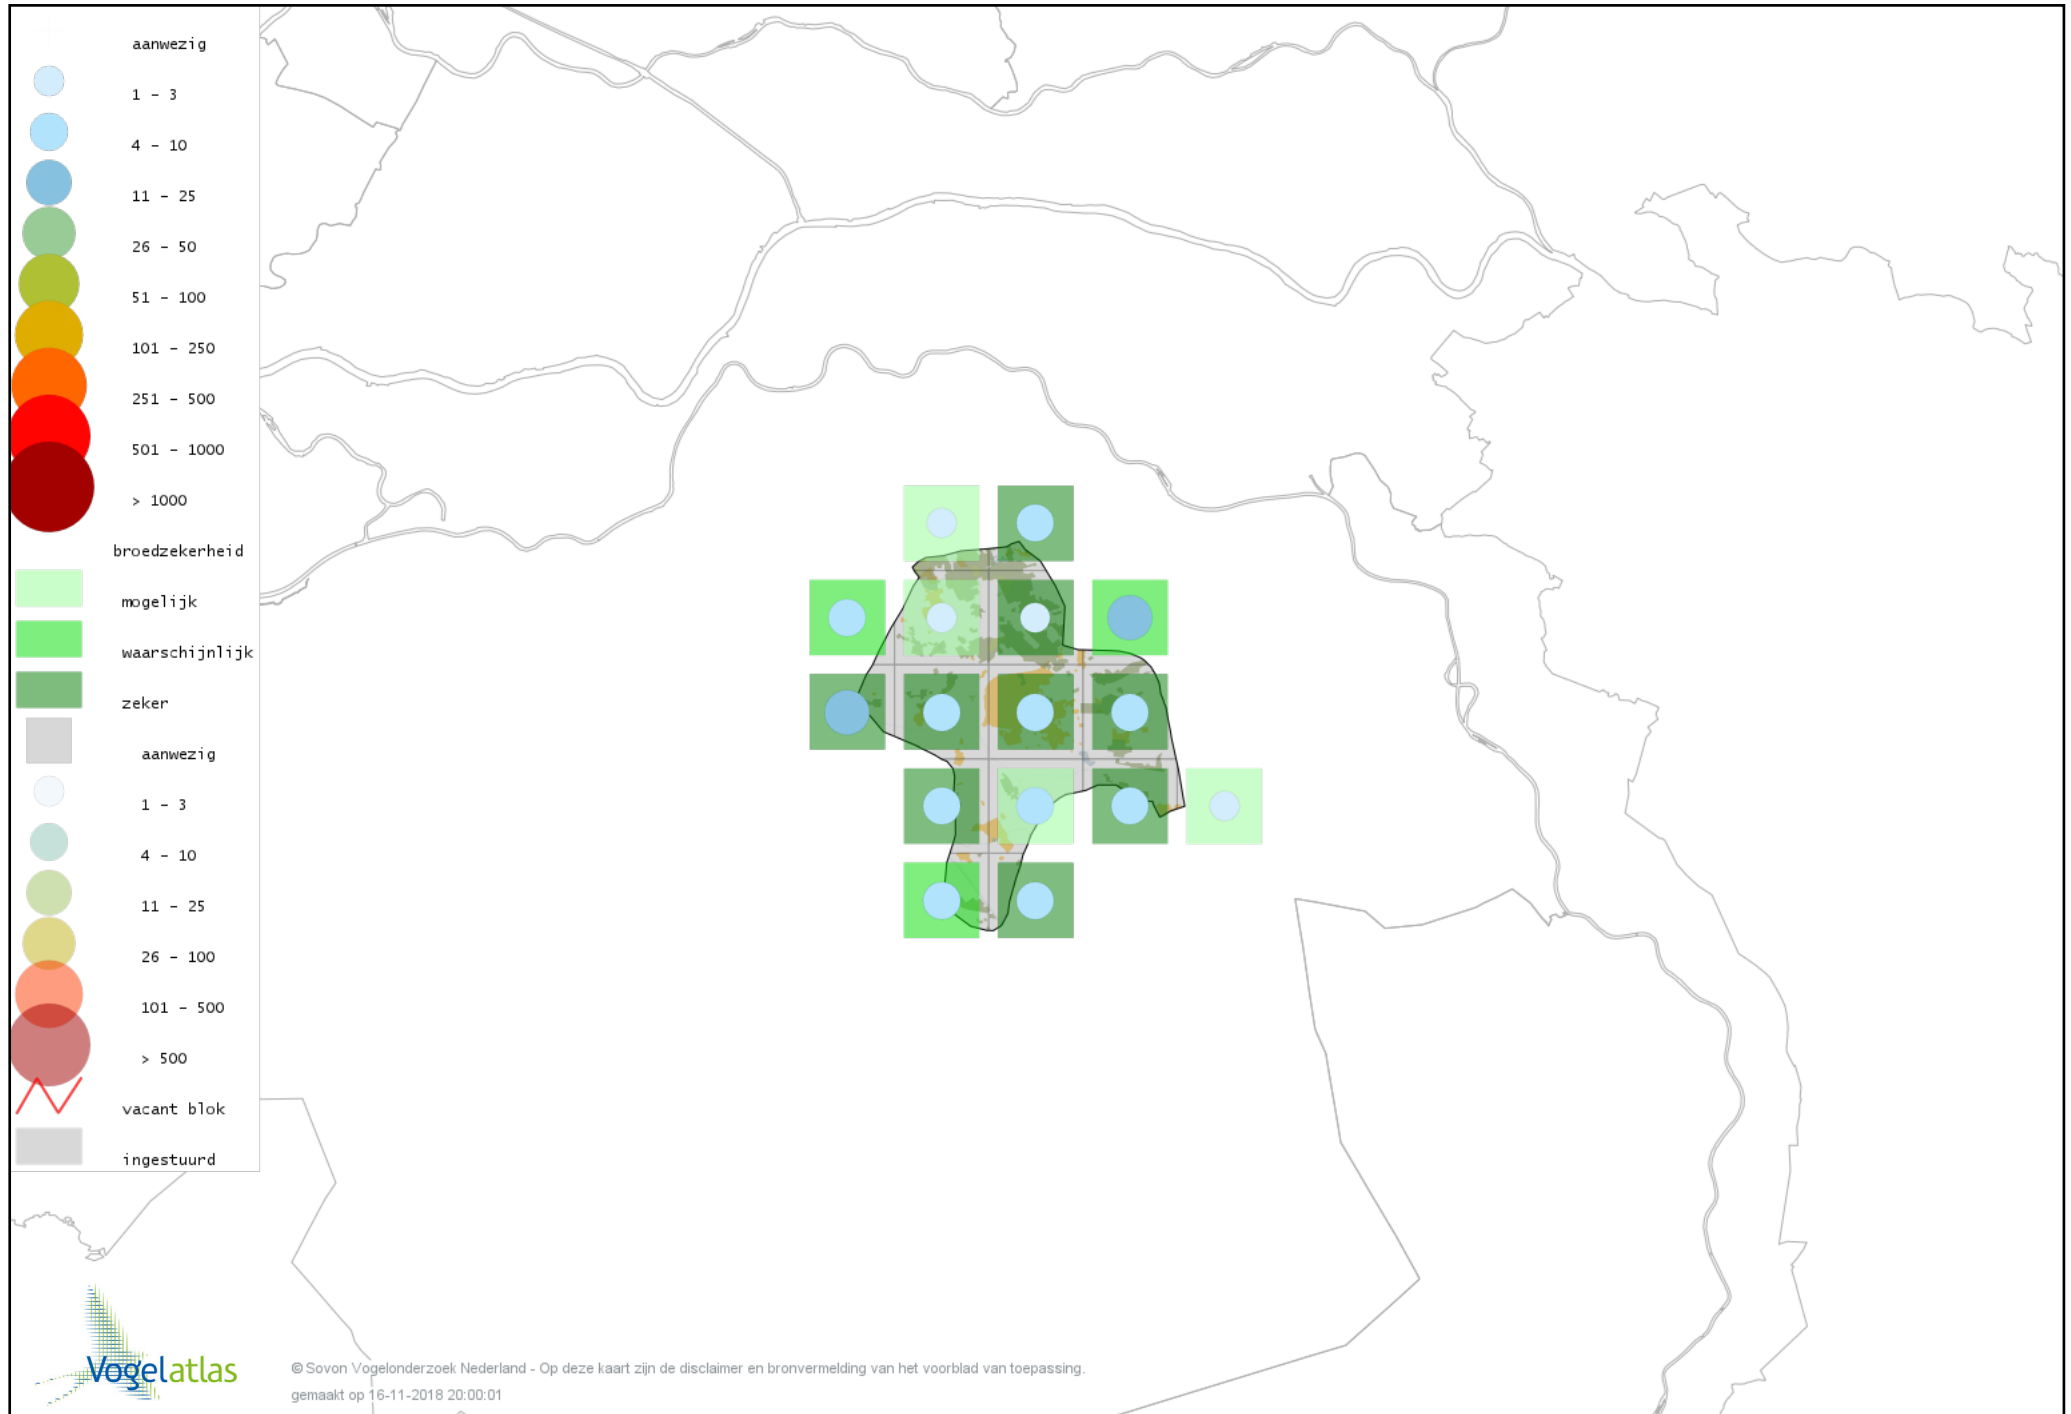 aanwezig
1 - 3
4 - 10
11 - 25
26 - 50
51 - 100
101 - 250
251 - 500
501 - 1000
> 1000
broedzekerheid
mogelijk
waarschijnlijk
zeker
aanwezig
1 - 3
4 - 10
11 - 25
26 - 100
101 - 500
> 500
vacant blok
ingestuurd
Vogelatlas
© Sovon Vogelonderzoek Nederland - Op deze kaart zijn de disclaimer en bronvermelding van het voorblad van toepassing.
gemaakt op 16-11-2018 20:00:01